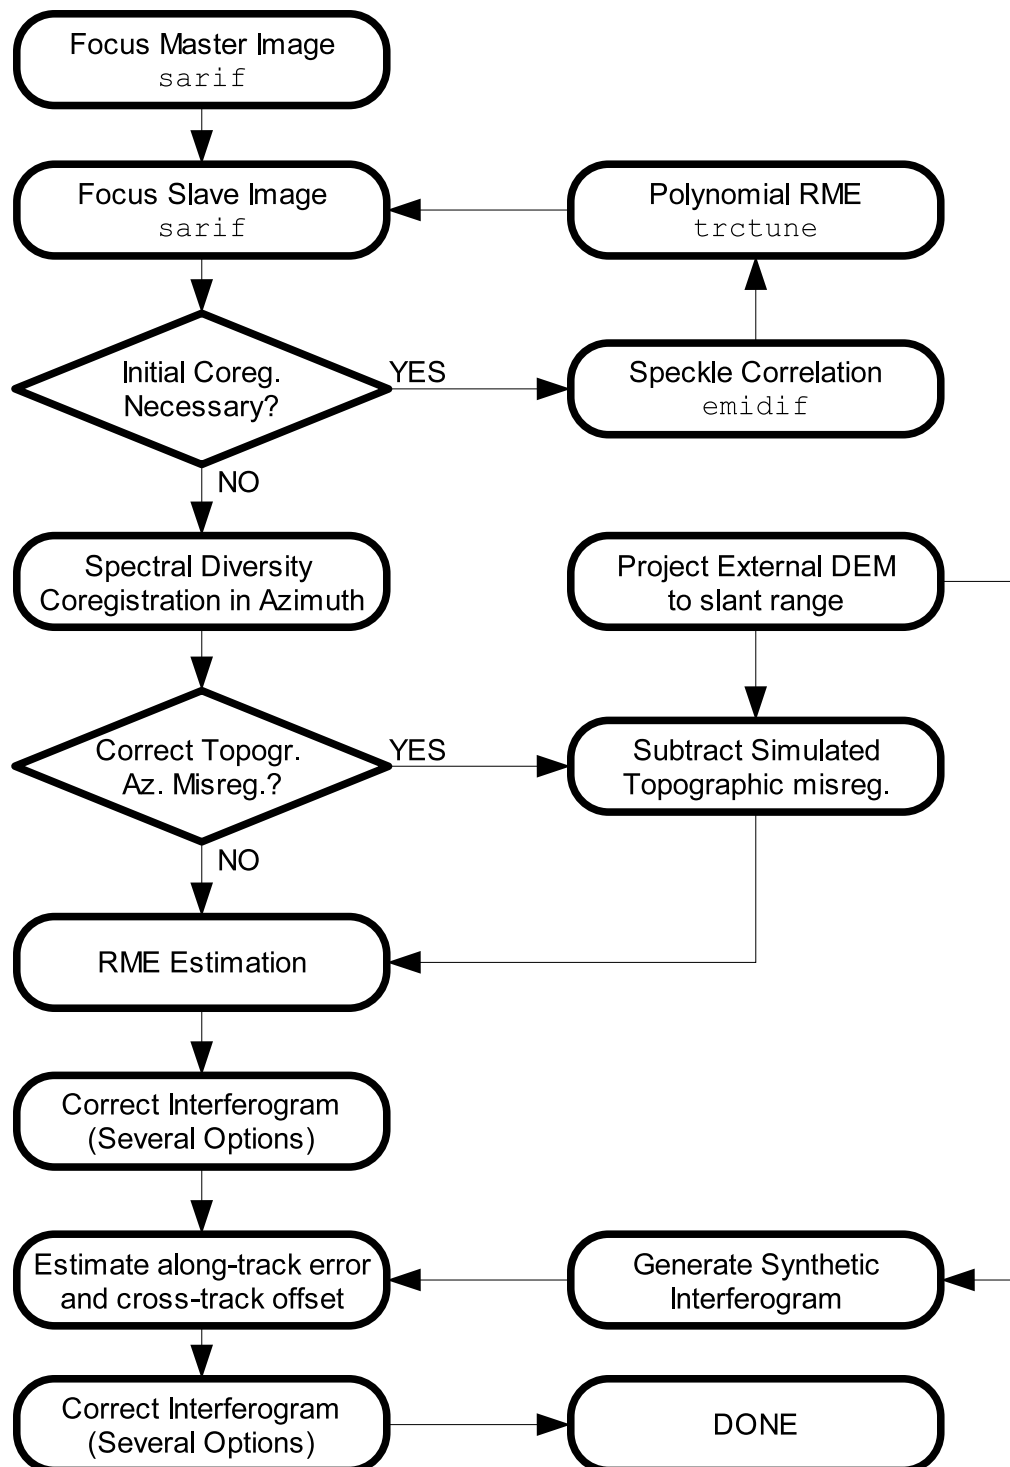 Focus Master Image
sarif
Focus Slave Image
sarif
Polynomial RME
trctune
Initial Coreg.
Necessary?
YES
Speckle Correlation
emidif
NO
Spectral Diversity
Coregistration in Azimuth
Project External DEM
to slant range
Correct Topogr.
Az. Misreg.?
YES
Subtract Simulated
Topographic misreg.
NO
RME Estimation
Correct Interferogram
(Several Options)
Estimate along-track error
and cross-track offset
Generate Synthetic
Interferogram
Correct Interferogram
(Several Options)
DONE